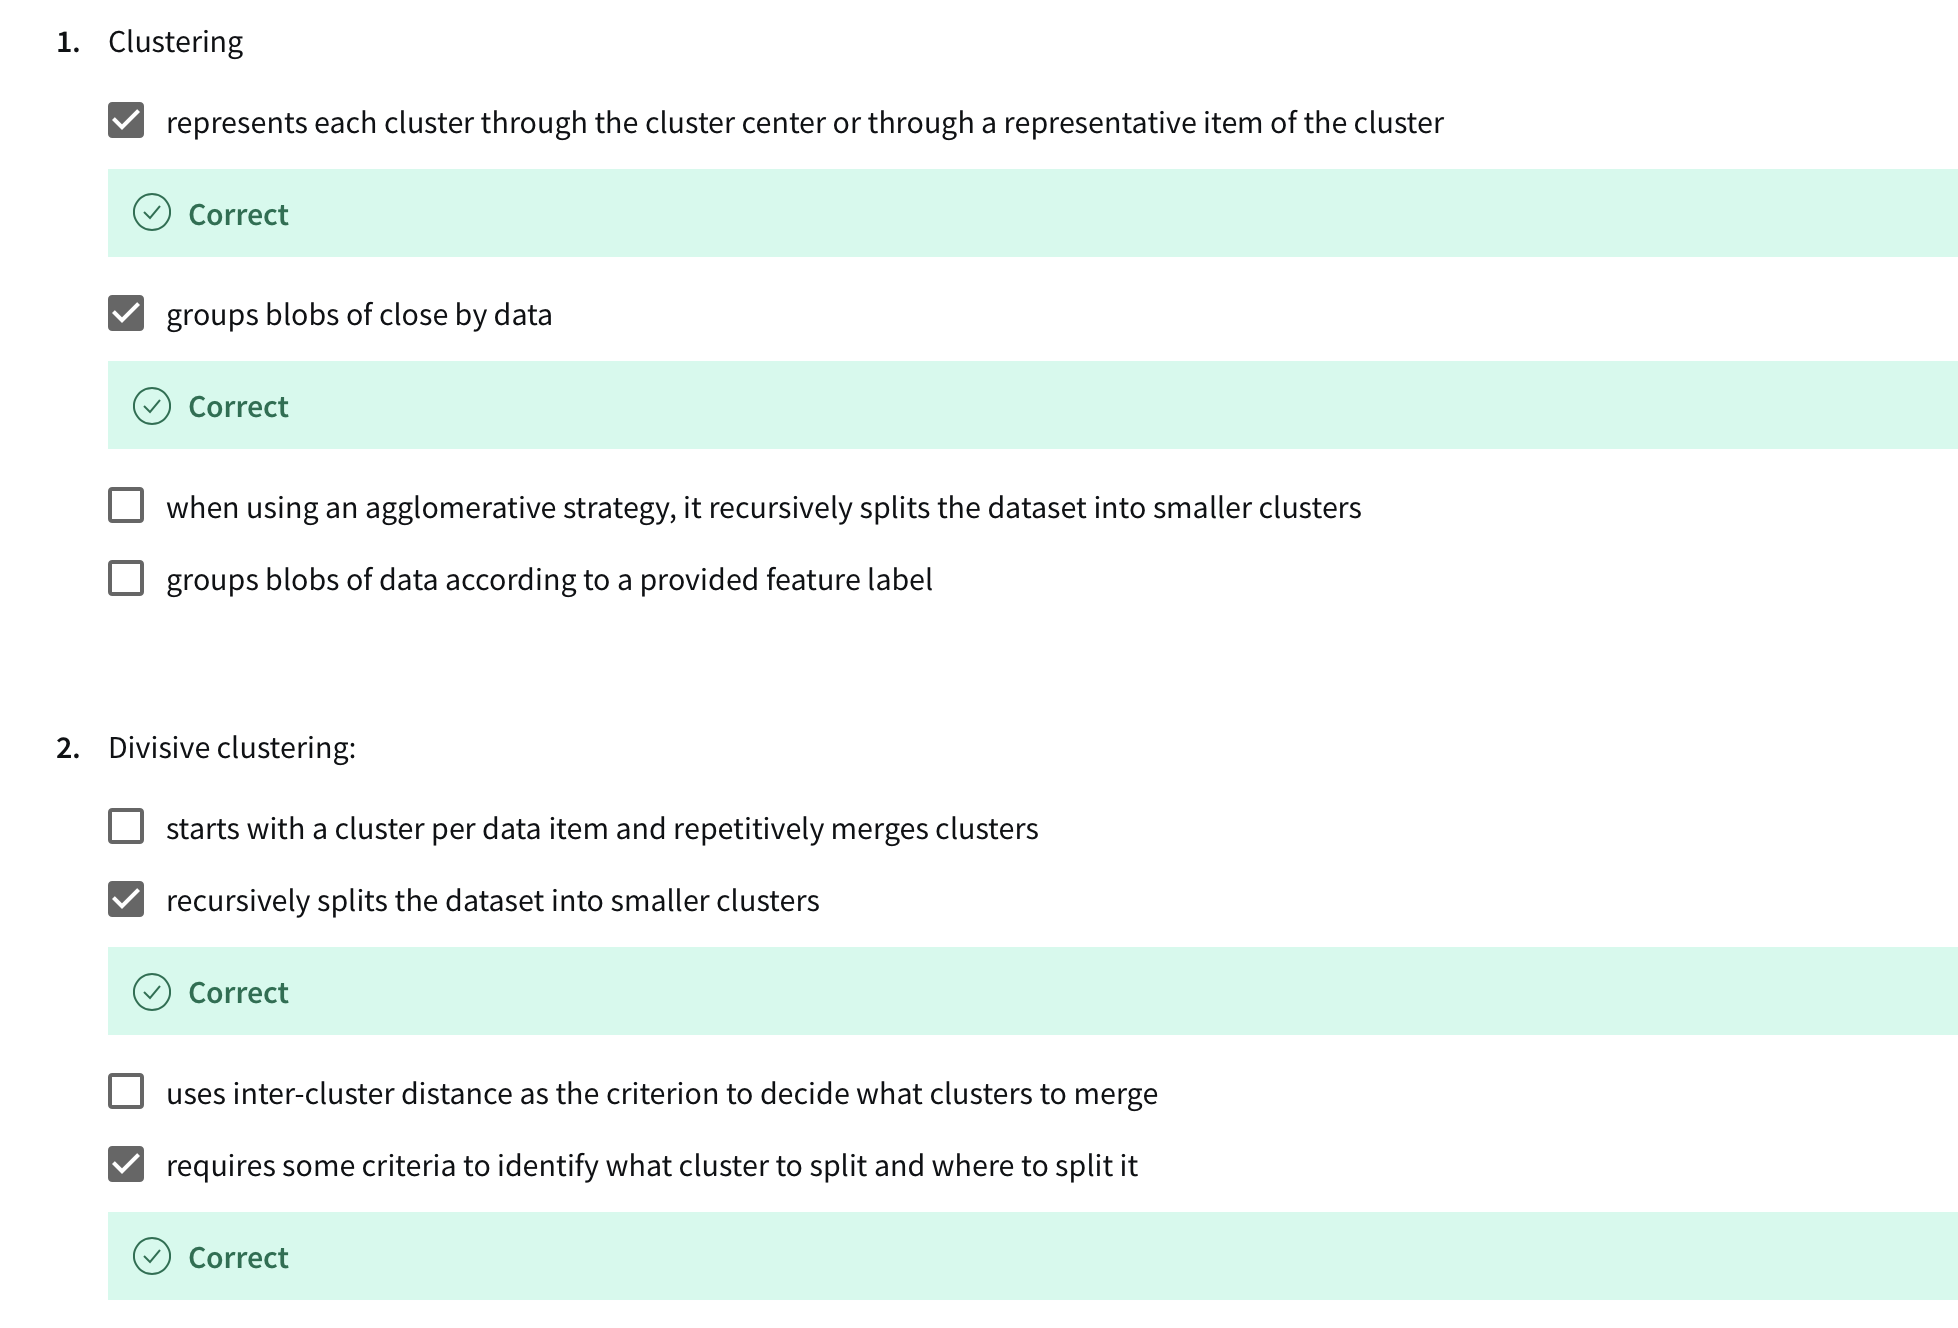 1. Clustering
represents each cluster through the cluster center or through a representative item of the cluster
Correct
groups blobs of close by data
Correct
when using an agglomerative strategy, it recursively splits the dataset into smaller clusters
groups blobs of data according to a provided feature label
2. Divisive clustering:
starts with a cluster per data item and repetitively merges clusters
recursively splits the dataset into smaller clusters
Correct
uses inter-cluster distance as the criterion to decide what clusters to merge
requires some criteria to identify what cluster to split and where to split it
Correct